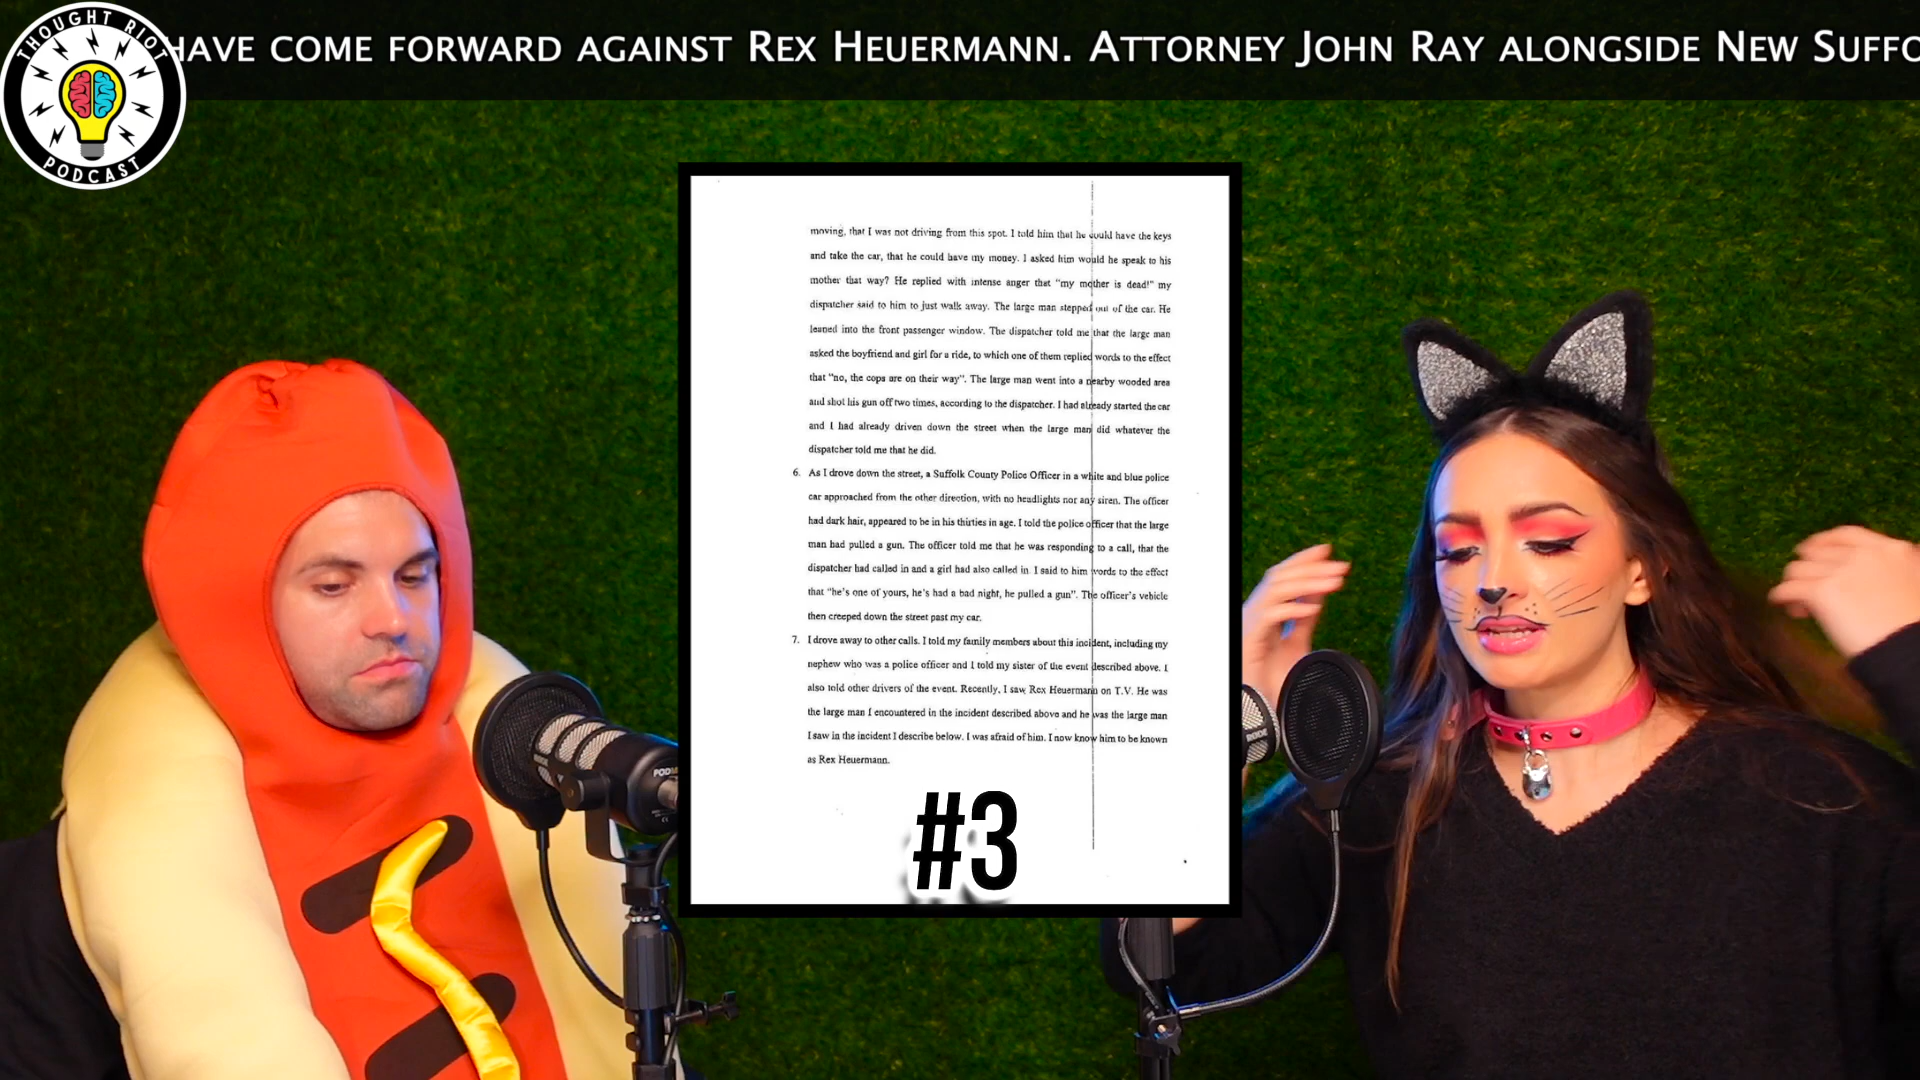 THOUGHT RIOT
PODCAST
HAVE COME FORWARD AGAINST REX HEUERMANN. ATTORNEY JOHN RAY ALONGSIDE NEW SUFFO
moving, that I was not driving from this spot. I told him that he could have the keys
and take the car, that he could have my money. I asked him would he speak to his
mother that way? He replied with intense anger that "my mother is dead!" my
dispatcher said to him to just walk away. The large man stepped out of the car. He
leaned into the front passenger window. The dispatcher told me that the large man
asked the boyfriend and girl for a ride, to which one of them replied words to the effect
that "no, the cops are on their way". The large man went into a nearby wooded area
and shot his gun off two times, according to the dispatcher. I had already started the car
and I had already driven down the street when the large man did whatever the
dispatcher told me that he did.
6. As I drove down the street, a Suffolk County Police Officer in a white and blue police
car approached from the other direction, with no headlights nor any siren. The officer
had dark hair, appeared to be in his thirties in age. I told the police officer that the large
man had pulled a gun. The officer told me that he was responding to a call, that the
dispatcher had called in and a girl had also called in. I said to him words to the effect
that "he's one of yours, he's had a bad night, he pulled a gun". The officer's vehicle
then creeped down the street past my car.
7. I drove away to other calls. I told my family members about this incident, including my
nephew who was a police officer and I told my sister of the event described above. I
also told other drivers of the event. Recently, I saw Rex Heuermann on T.V. He was
the large man I encountered in the incident described above and he was the large man
I saw in the incident I describe below. I was afraid of him. I now know him to be known
as Rex Heuermann.
#3
RODE
PODM
RODE